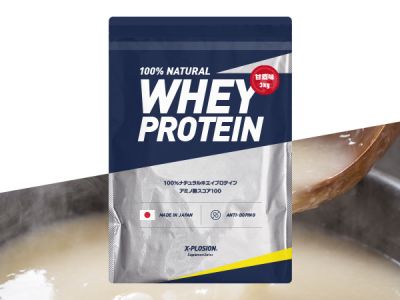 100% NATURAL
甘酒味
3kg
WHEY
PROTEIN
100%ナチュラルホエイプロテイン
アミノ酸スコア100
MADE IN JAPAN
ANTI-DOPING
X-PLOSION
Supplement Series